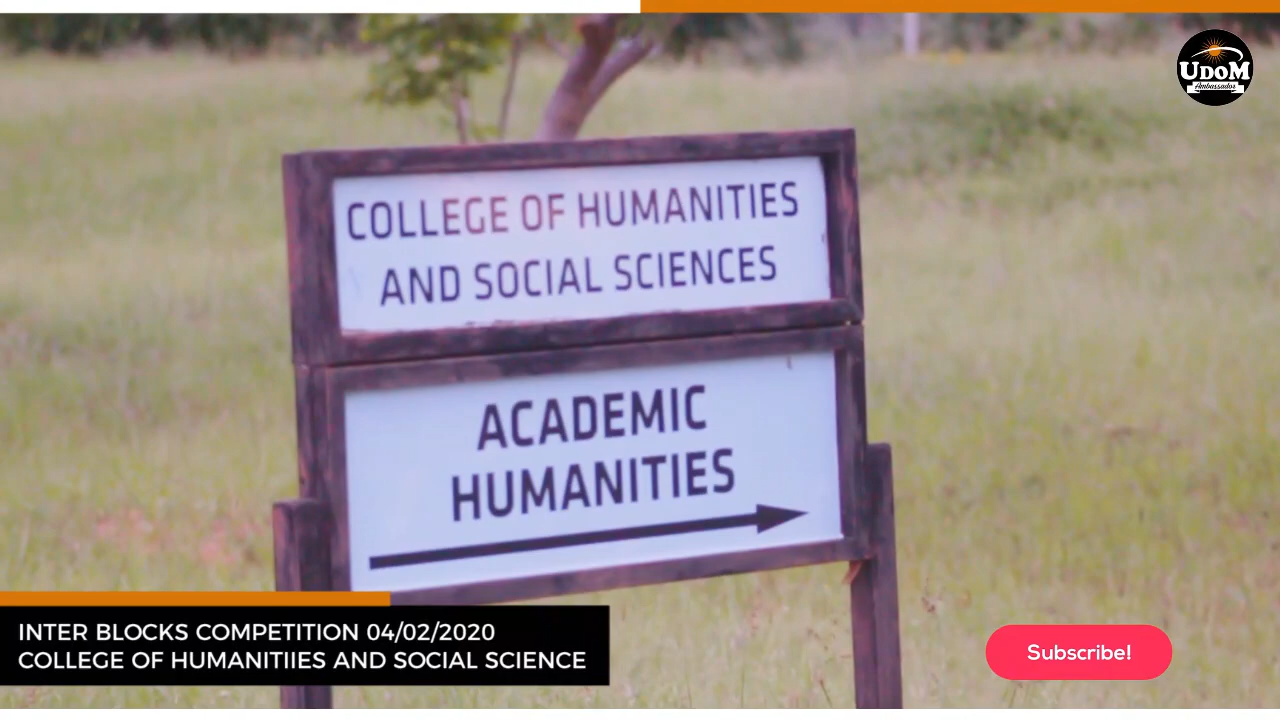 UDOM
Ambassador
COLLEGE OF HUMANITIES
AND SOCIAL SCIENCES
ACADEMIC
HUMANITIES
INTER BLOCKS COMPETITION 04/02/2020
COLLEGE OF HUMANITIIES AND SOCIAL SCIENCE
Subscribe!